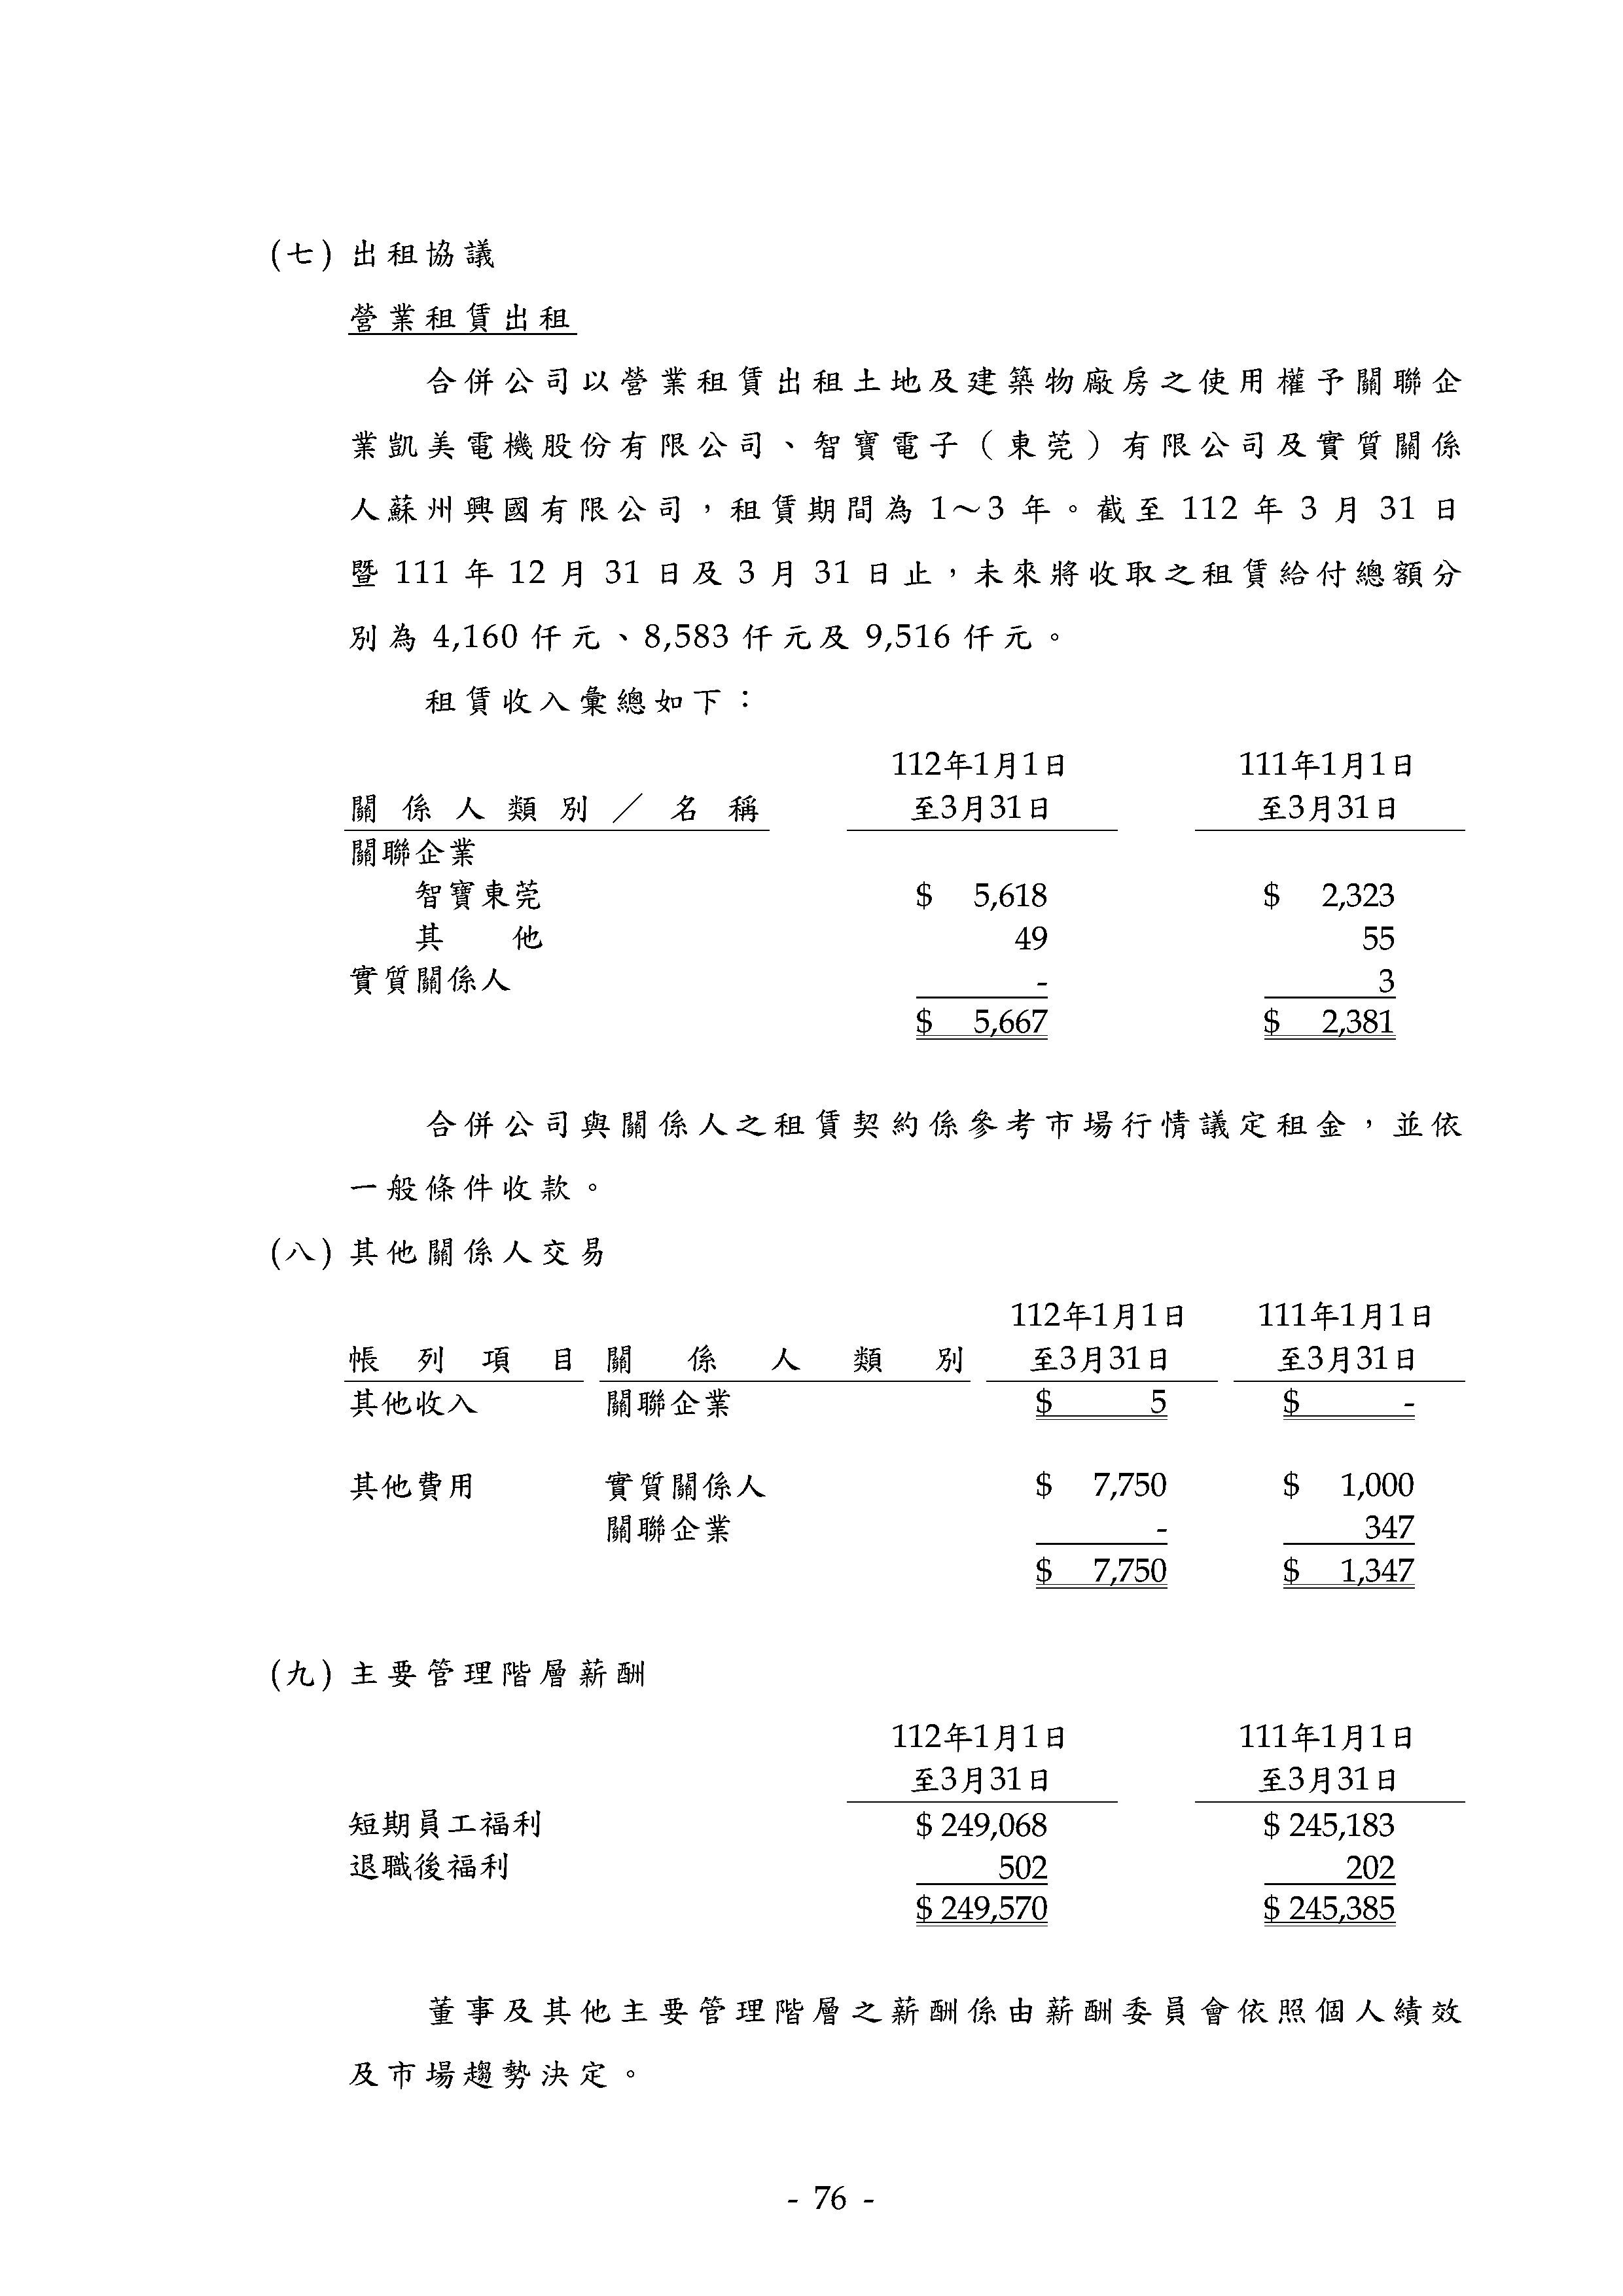 (七) 出租協議
營業租賃出租
合併公司以營業租賃出租土地及建築物廠房之使用權予關聯企
業凱美電機股份有限公司、智寶電子（東莞）有限公司及實質關係
人蘇州興國有限公司，租賃期間為 1～3 年。截至 112 年 3 月 31 日
暨 111 年 12 月 31 日及 3 月 31 日止，未來將收取之租賃給付總額分
別為 4,160 仟元、8,583 仟元及 9,516 仟元。
租賃收入彙總如下：
112年1月1日 111年1月1日
關係人類別／名稱 至3月31日 至3月31日
關聯企業
智寶東莞 $ 5,618 $ 2,323
其他 49 55
實質關係人 - 3
$ 5,667 $ 2,381
合併公司與關係人之租賃契約係參考市場行情議定租金，並依
一般條件收款。
(八) 其他關係人交易
112年1月1日 111年1月1日
帳列項目 關係人類別 至3月31日 至3月31日
其他收入 關聯企業 $ 5 $ -
其他費用 實質關係人 $ 7,750 $ 1,000
關聯企業 - 347
$ 7,750 $ 1,347
(九) 主要管理階層薪酬
112年1月1日 111年1月1日
至3月31日 至3月31日
短期員工福利 $ 249,068 $ 245,183
退職後福利 502 202
$ 249,570 $ 245,385
董事及其他主要管理階層之薪酬係由薪酬委員會依照個人績效
及市場趨勢決定。
- 76 -